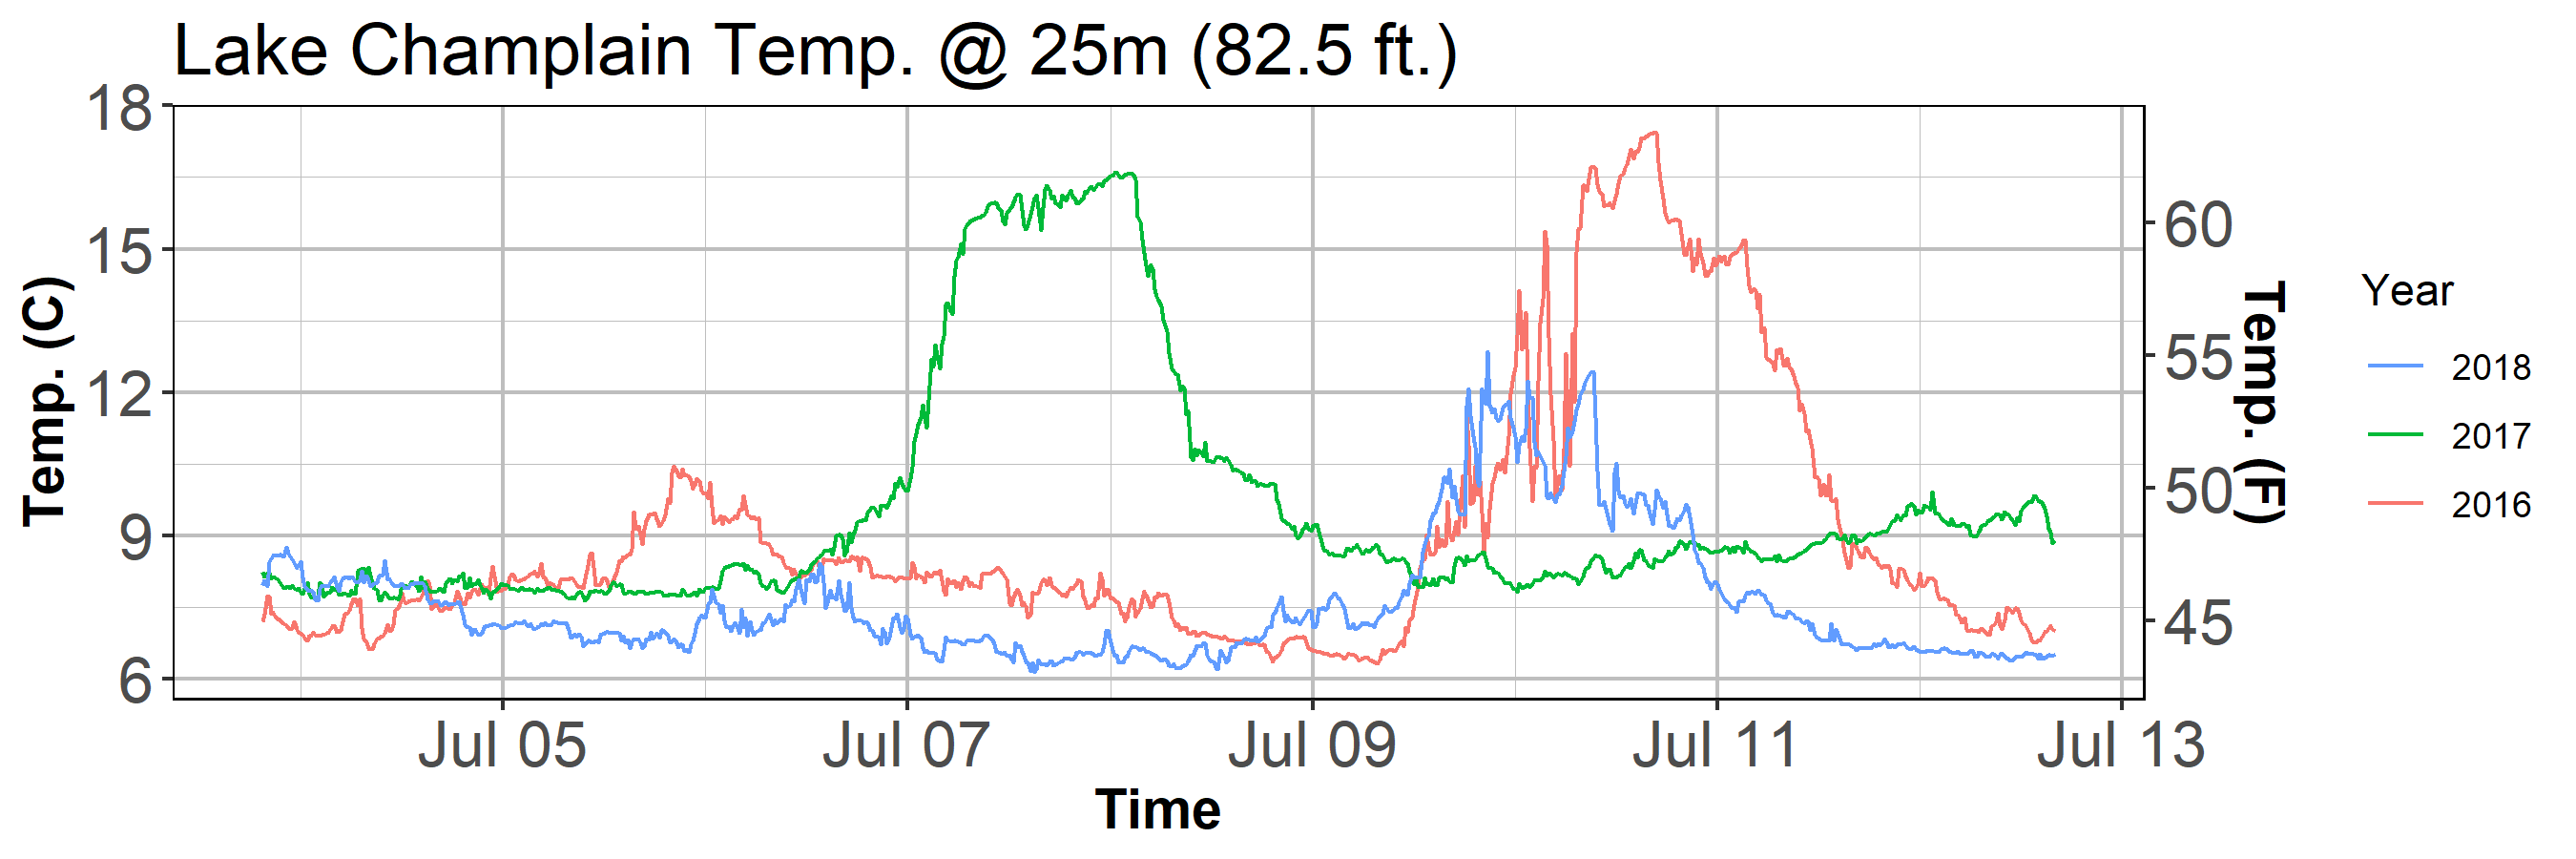 Lake Champlain Temp. @ 25m (82.5 ft.)
18
15
12
9
6
Temp. (C)
60
55
50
45
Temp. (F)
Jul 05
Jul 07
Jul 09
Jul 11
Jul 13
Time
Year
2018
2017
2016